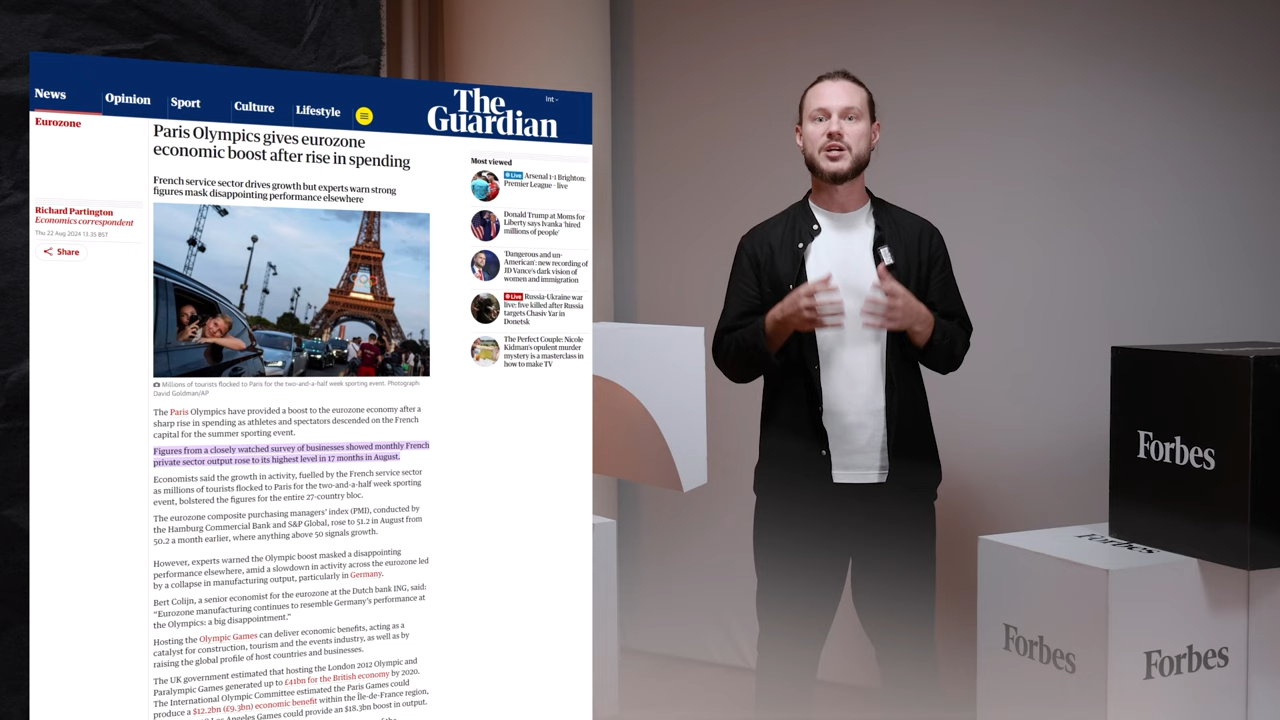 News
Opinion
Sport
Culture
Lifestyle
The
Guardian
Int
Eurozone
Paris Olympics gives eurozone
economic boost after rise in spending
French service sector drives growth but experts warn strong
figures mask disappointing performance elsewhere
Richard Partington
Economics correspondent
Thu 22 Aug 2024 13.35 BST
Share
Millions of tourists flocked to Paris for the two-and-a-half week sporting event. Photograph:
David Goldman/AP
The Paris Olympics have provided a boost to the eurozone economy after a
sharp rise in spending as athletes and spectators descended on the French
capital for the summer sporting event.
Figures from a closely watched survey of businesses showed monthly French
private sector output rose to its highest level in 17 months in August.
Economists said the growth in activity, fuelled by the French service sector
as millions of tourists flocked to Paris for the two-and-a-half week sporting
event, bolstered the figures for the entire 27-country bloc.
The eurozone composite purchasing managers' index (PMI), conducted by
the Hamburg Commercial Bank and S&P Global, rose to 51.2 in August from
50.2 a month earlier, where anything above 50 signals growth.
However, experts warned the Olympic boost masked a disappointing
performance elsewhere, amid a slowdown in activity across the eurozone led
by a collapse in manufacturing output, particularly in Germany.
Bert Colijn, a senior economist for the eurozone at the Dutch bank ING, said:
“Eurozone manufacturing continues to resemble Germany's performance at
the Olympics: a big disappointment.”
Hosting the Olympic Games can deliver economic benefits, acting as a
catalyst for construction, tourism and the events industry, as well as by
raising the global profile of host countries and businesses.
The UK government estimated that hosting the London 2012 Olympic and
Paralympic Games generated up to £41bn for the British economy by 2020.
The International Olympic Committee estimated the Paris Games could
produce a $12.2bn (£9.3bn) economic benefit within the Île-de-France region,
Los Angeles Games could provide an $18.3bn boost in output.
Most viewed
Live Arsenal 1-1 Brighton:
Premier League - live
Donald Trump at Moms for
Liberty says Ivanka 'hired
millions of people'
'Dangerous and un-
American': new recording of
JD Vance's dark vision of
women and immigration
Live Russia-Ukraine war
live: five killed after Russia
targets Chasiv Yar in
Donetsk
The Perfect Couple: Nicole
Kidman's opulent murder
mystery is a masterclass in
how to make TV
Forbes
Forbes
Forbes
Forbes